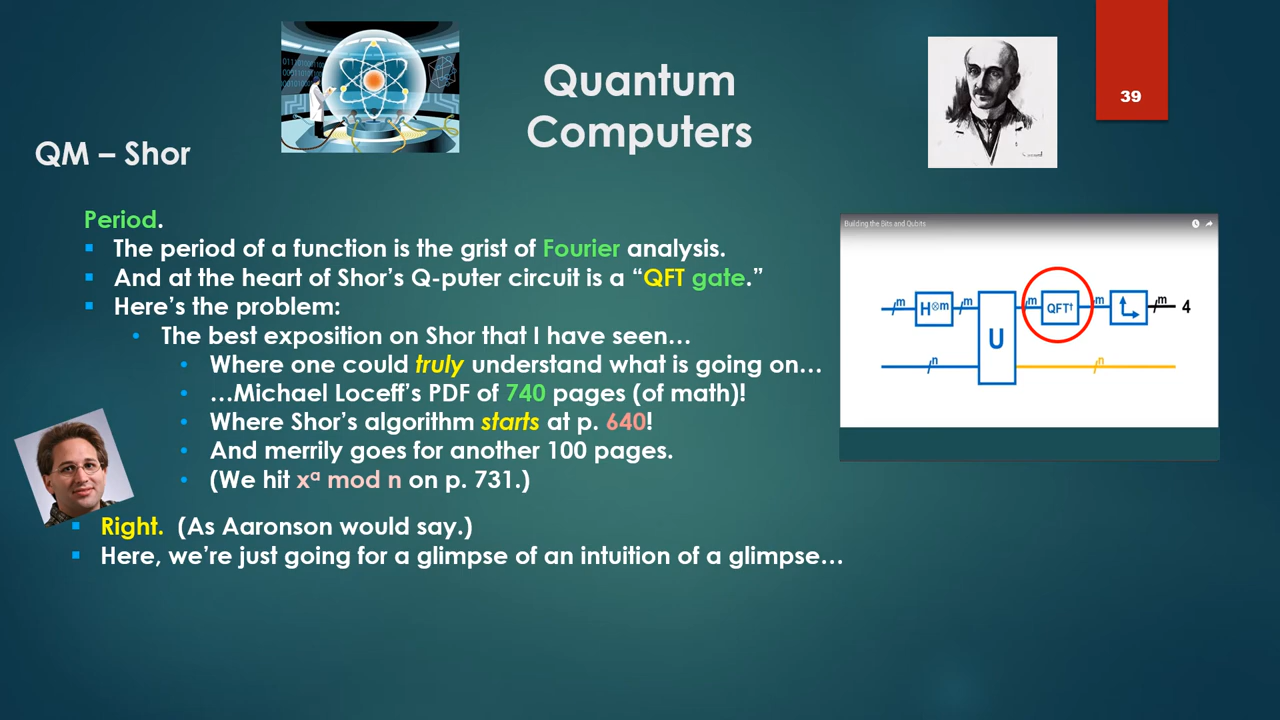 Quantum
Computers
39
QM – Shor
Period.
The period of a function is the grist of Fourier analysis.
And at the heart of Shor's Q-puter circuit is a “QFT gate.”
Here's the problem:
The best exposition on Shor that I have seen…
Where one could truly understand what is going on…
…Michael Loceff's PDF of 740 pages (of math)!
Where Shor's algorithm starts at p. 640!
And merrily goes for another 100 pages.
(We hit xᵃ mod n on p. 731.)
Right. (As Aaronson would say.)
Here, we're just going for a glimpse of an intuition of a glimpse…
Building the Bits and Qubits
m H⊗m m U m QFT† m m 4
n n